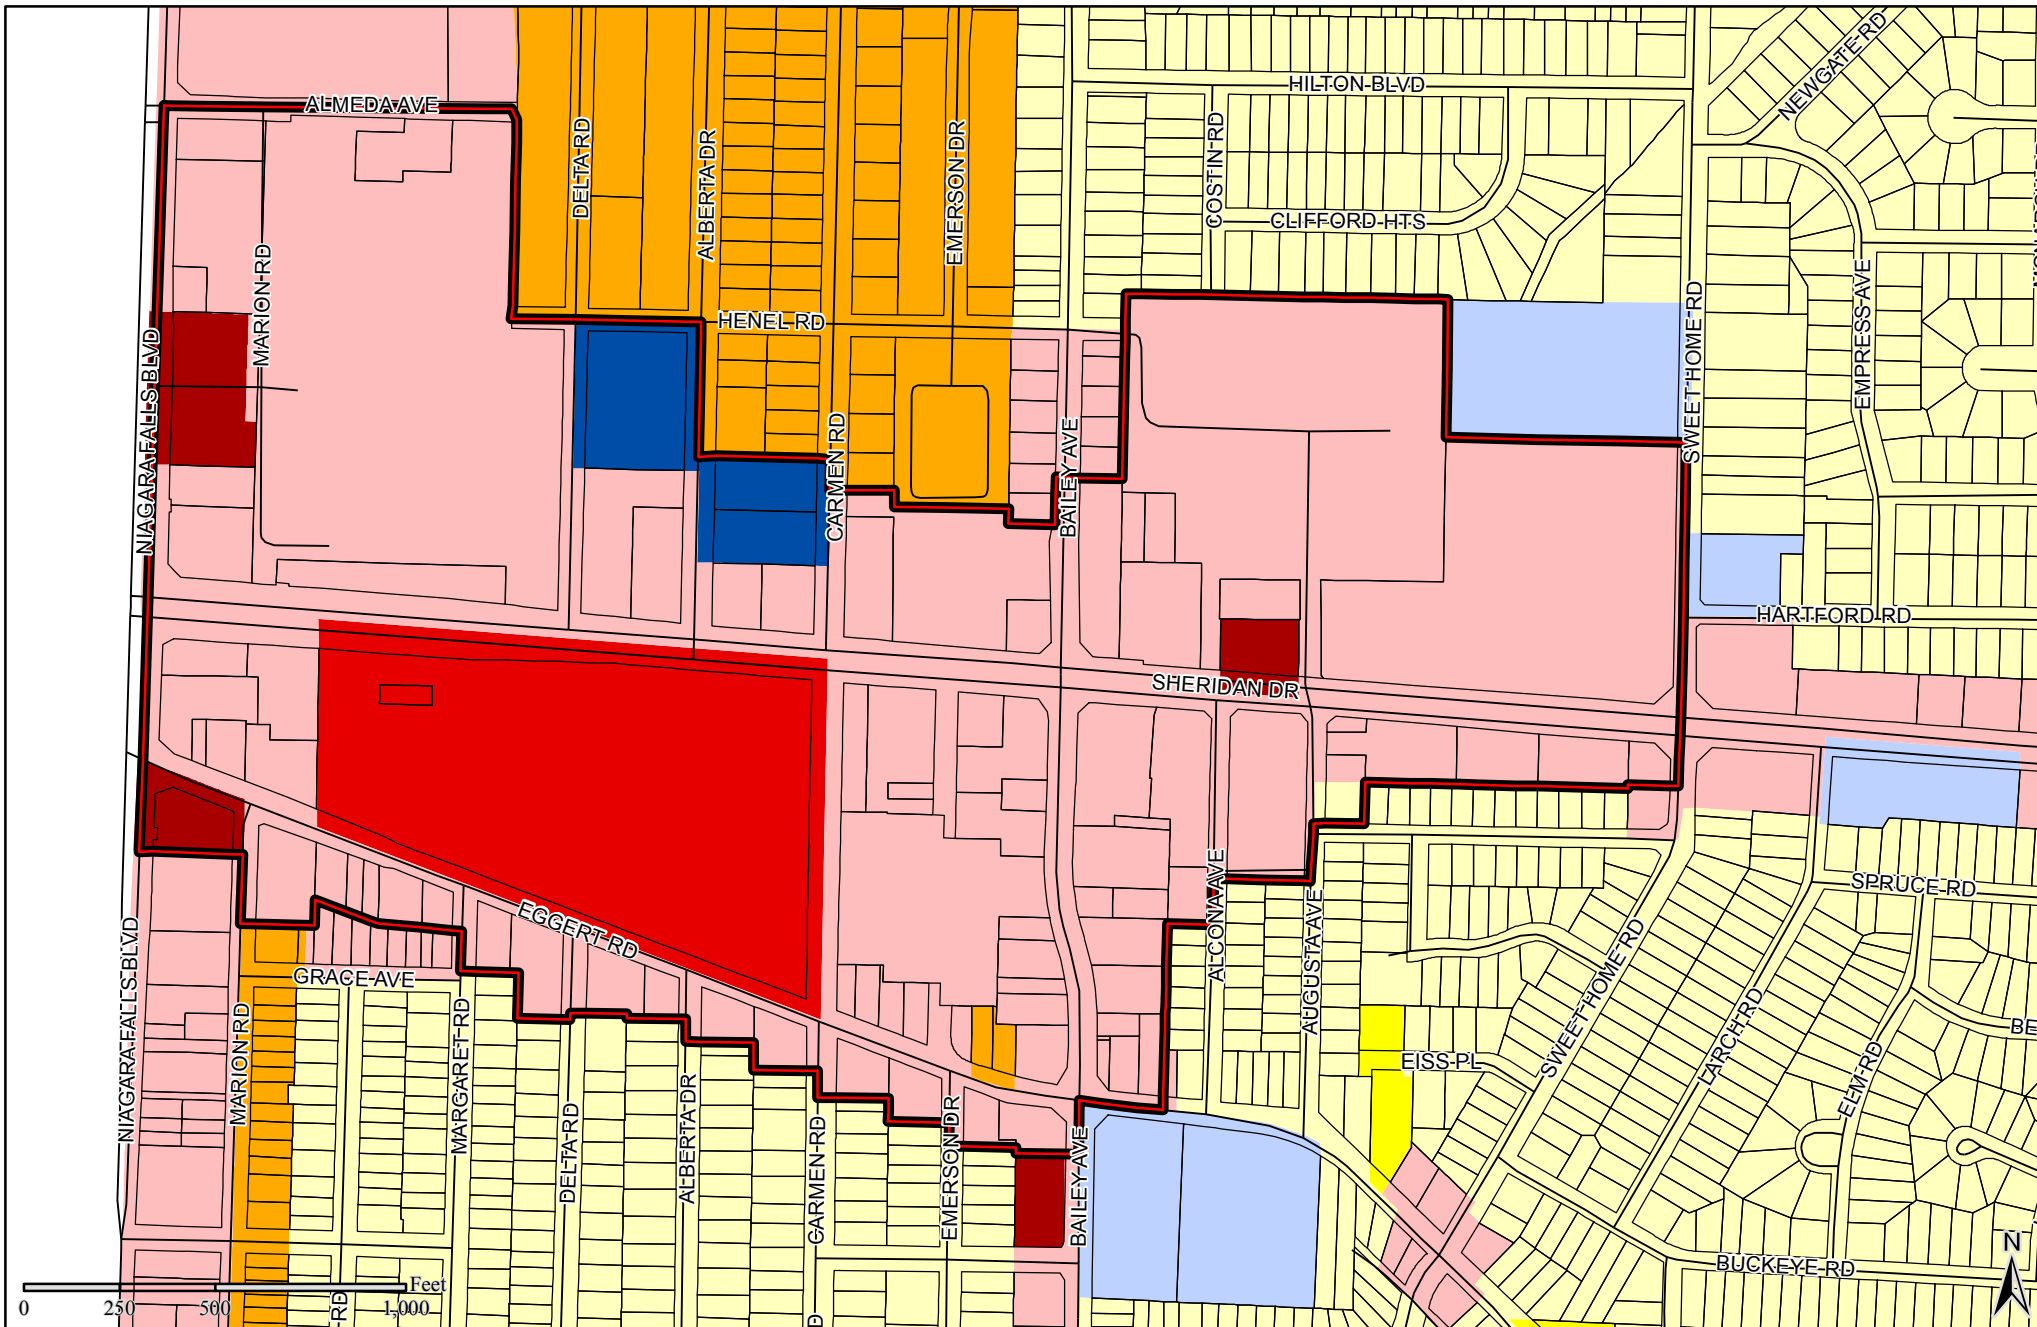 NEWGATE RD
HILTON BLVD
ALMEDA AVE
DELTA RD
ALBERTA DR
EMERSON DR
COSTIN RD
CLIFFORD HTS
MARION RD
HENEL RD
SWEET HOME RD
EMPRESS AVE
NIAGARA FALLS BLVD
CARMEN RD
BAILEY AVE
HARTFORD RD
SHERIDAN DR
SPRUCE RD
EGGERT RD
ALCONA AVE
AUGUSTA AVE
GRACE AVE
NIAGARA FALLS BLVD
MARION RD
MARGARET RD
SWEET HOME RD
LARCH RD
BE
EISS PL
ELM RD
DELTA RD
ALBERTA DR
CARMEN RD
EMERSON DR
BAILEY AVE
BUCKEYE RD
N
Feet
0 250 500 1,000
RD
D